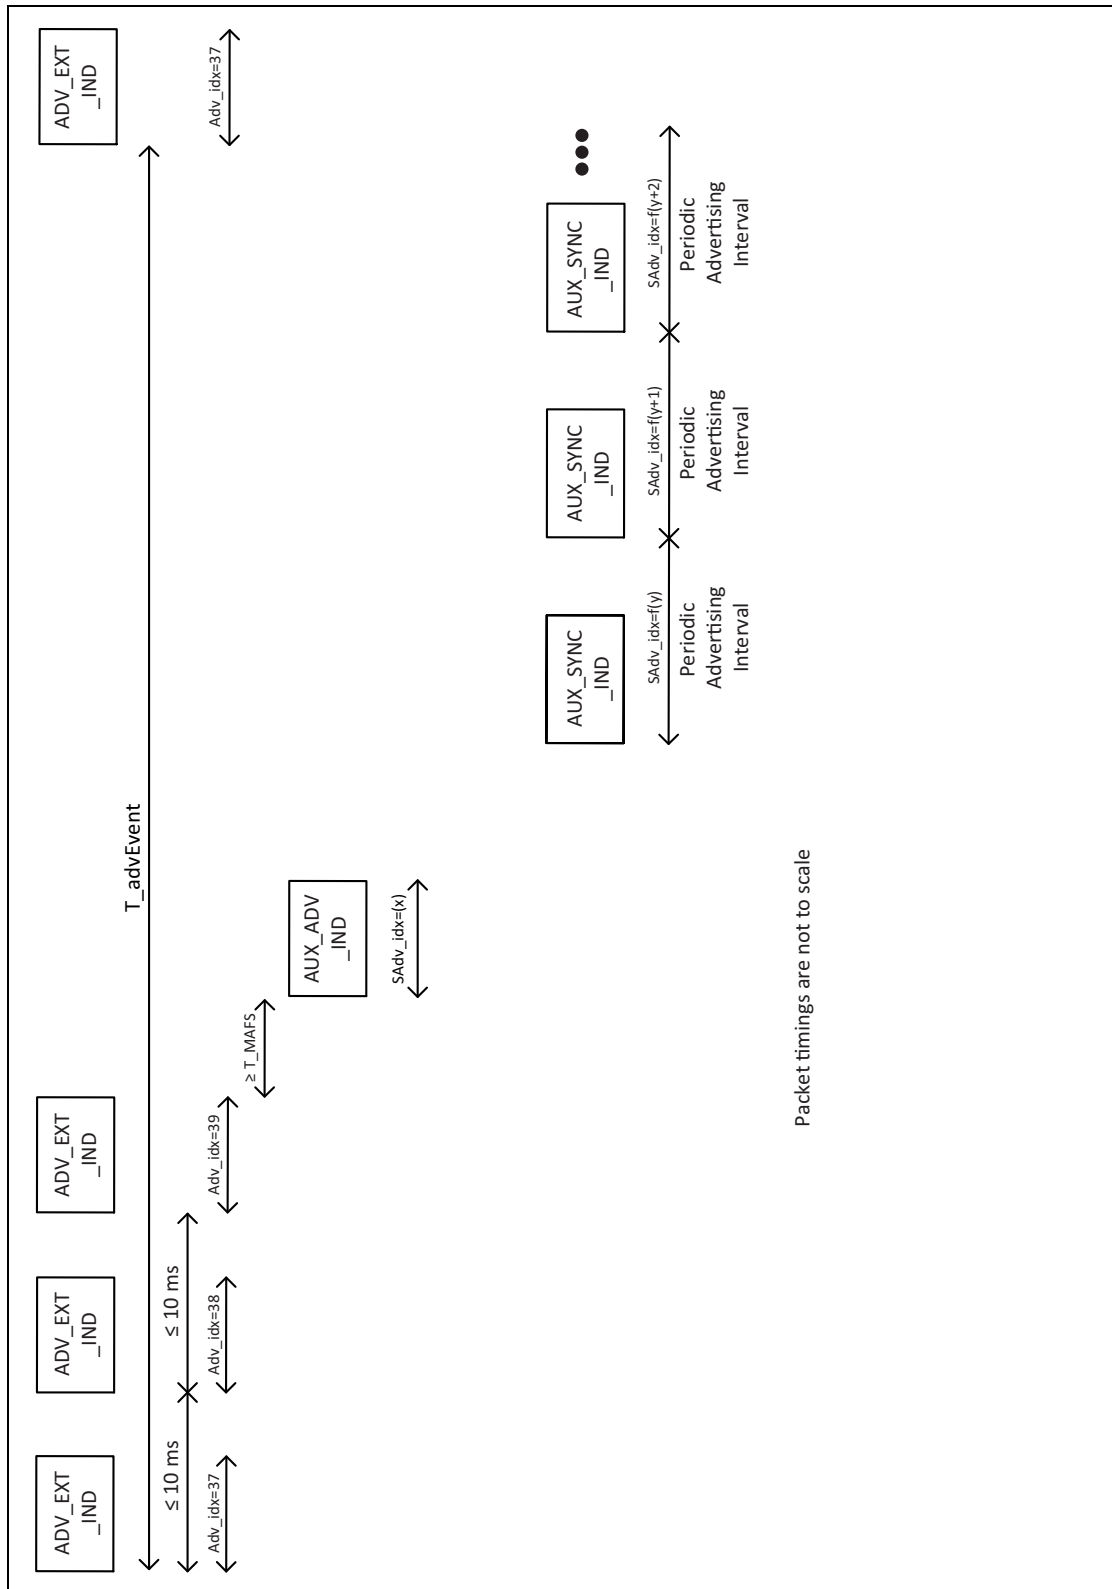 ADV_EXT
_IND
ADV_EXT
_IND
ADV_EXT
_IND
ADV_EXT
_IND
T_advEvent
≤ 10 ms
≤ 10 ms
Adv_idx=37
Adv_idx=38
Adv_idx=39
Adv_idx=37
≥ T_MAFS
AUX_ADV
_IND
SAdv_idx=(x)
AUX_SYNC
_IND
AUX_SYNC
_IND
AUX_SYNC
_IND
SAdv_idx=f(y)
SAdv_idx=f(y+1)
SAdv_idx=f(y+2)
Periodic
Advertising
Interval
Periodic
Advertising
Interval
Periodic
Advertising
Interval
Packet timings are not to scale